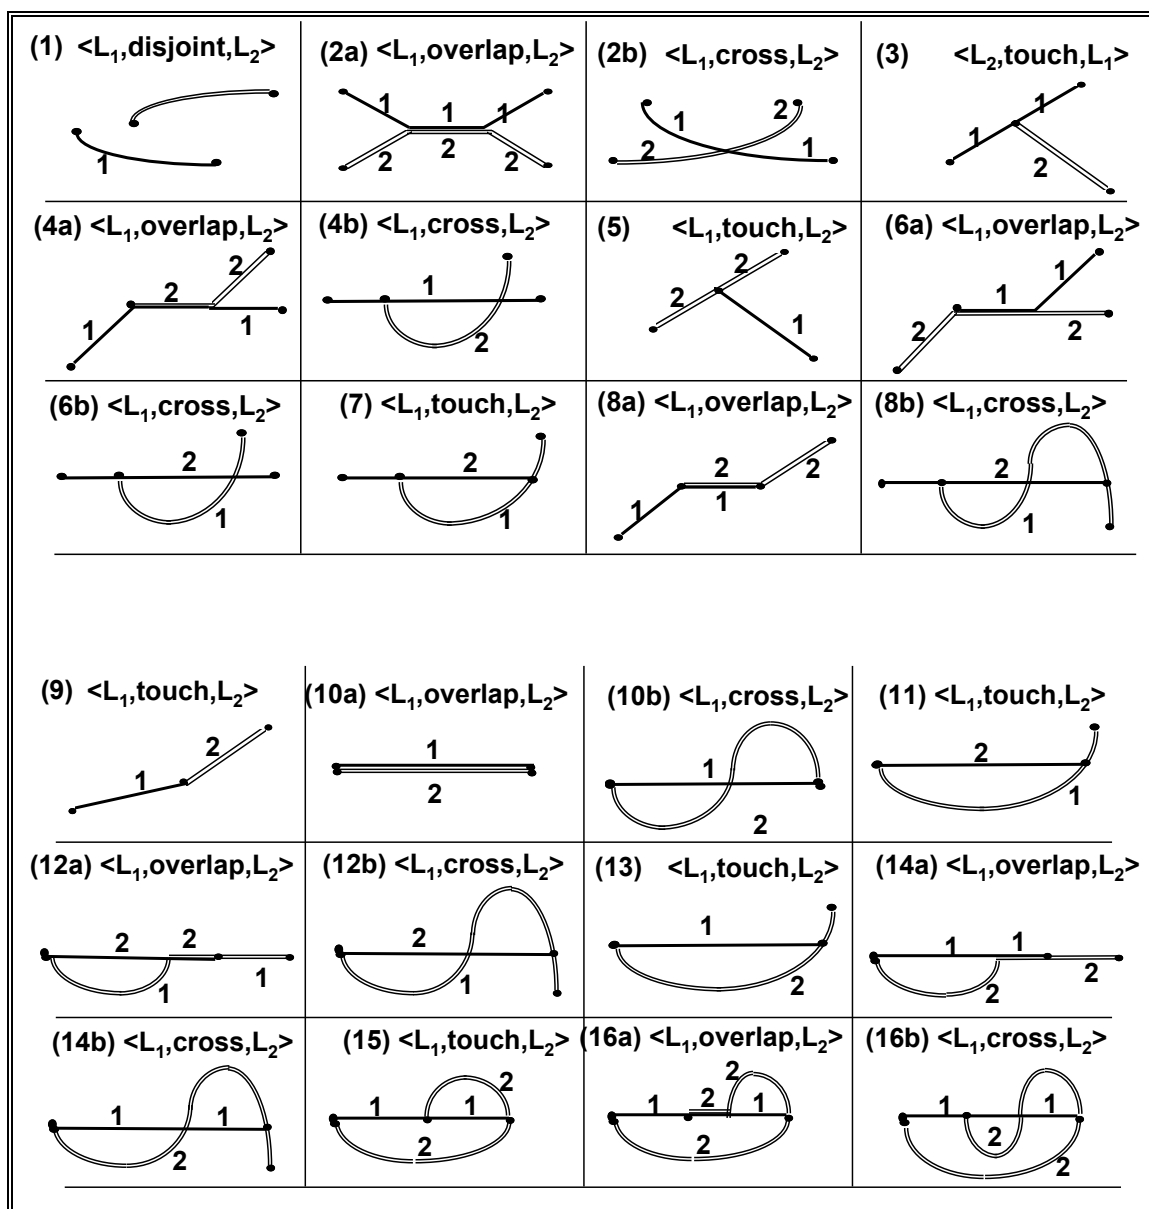 (1) <L₁,disjoint,L₂>
1
(2a) <L₁,overlap,L₂>
1 1 1
2 2 2
(2b) <L₁,cross,L₂>
1 2
2 1
(3) <L₂,touch,L₁>
1
1
2
(4a) <L₁,overlap,L₂>
2
2
1 1
(4b) <L₁,cross,L₂>
1
2
(5) <L₁,touch,L₂>
2
2
1
(6a) <L₁,overlap,L₂>
1
1
2 2
(6b) <L₁,cross,L₂>
2
1
(7) <L₁,touch,L₂>
2
1
(8a) <L₁,overlap,L₂>
2 2
1 1
(8b) <L₁,cross,L₂>
2
1
(9) <L₁,touch,L₂>
2
1
(10a) <L₁,overlap,L₂>
1
2
(10b) <L₁,cross,L₂>
1
2
(11) <L₁,touch,L₂>
2
1
(12a) <L₁,overlap,L₂>
2 2
1 1
(12b) <L₁,cross,L₂>
2
1
(13) <L₁,touch,L₂>
1
2
(14a) <L₁,overlap,L₂>
1 1
2 2
(14b) <L₁,cross,L₂>
1 1
2
(15) <L₁,touch,L₂>
2
1 1
2
(16a) <L₁,overlap,L₂>
2
1 2 1
2
(16b) <L₁,cross,L₂>
1 1
2
2